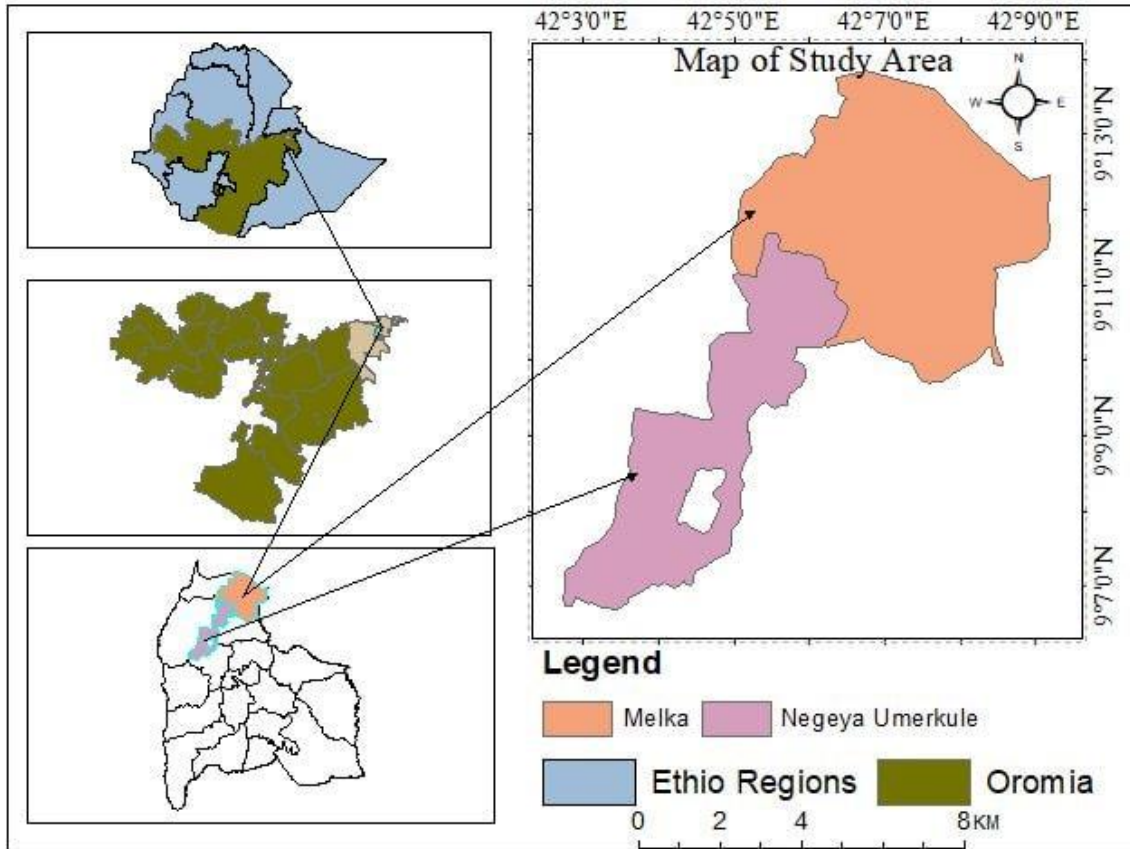 42°3'0"E 42°5'0"E 42°7'0"E 42°9'0"E
Map of Study Area
N
W E
S
9°13'0"N
9°11'0"N
9°9'0"N
9°7'0"N
Legend
Melka Negeya Umerkule
Ethio Regions Oromia
0 2 4 8 KM